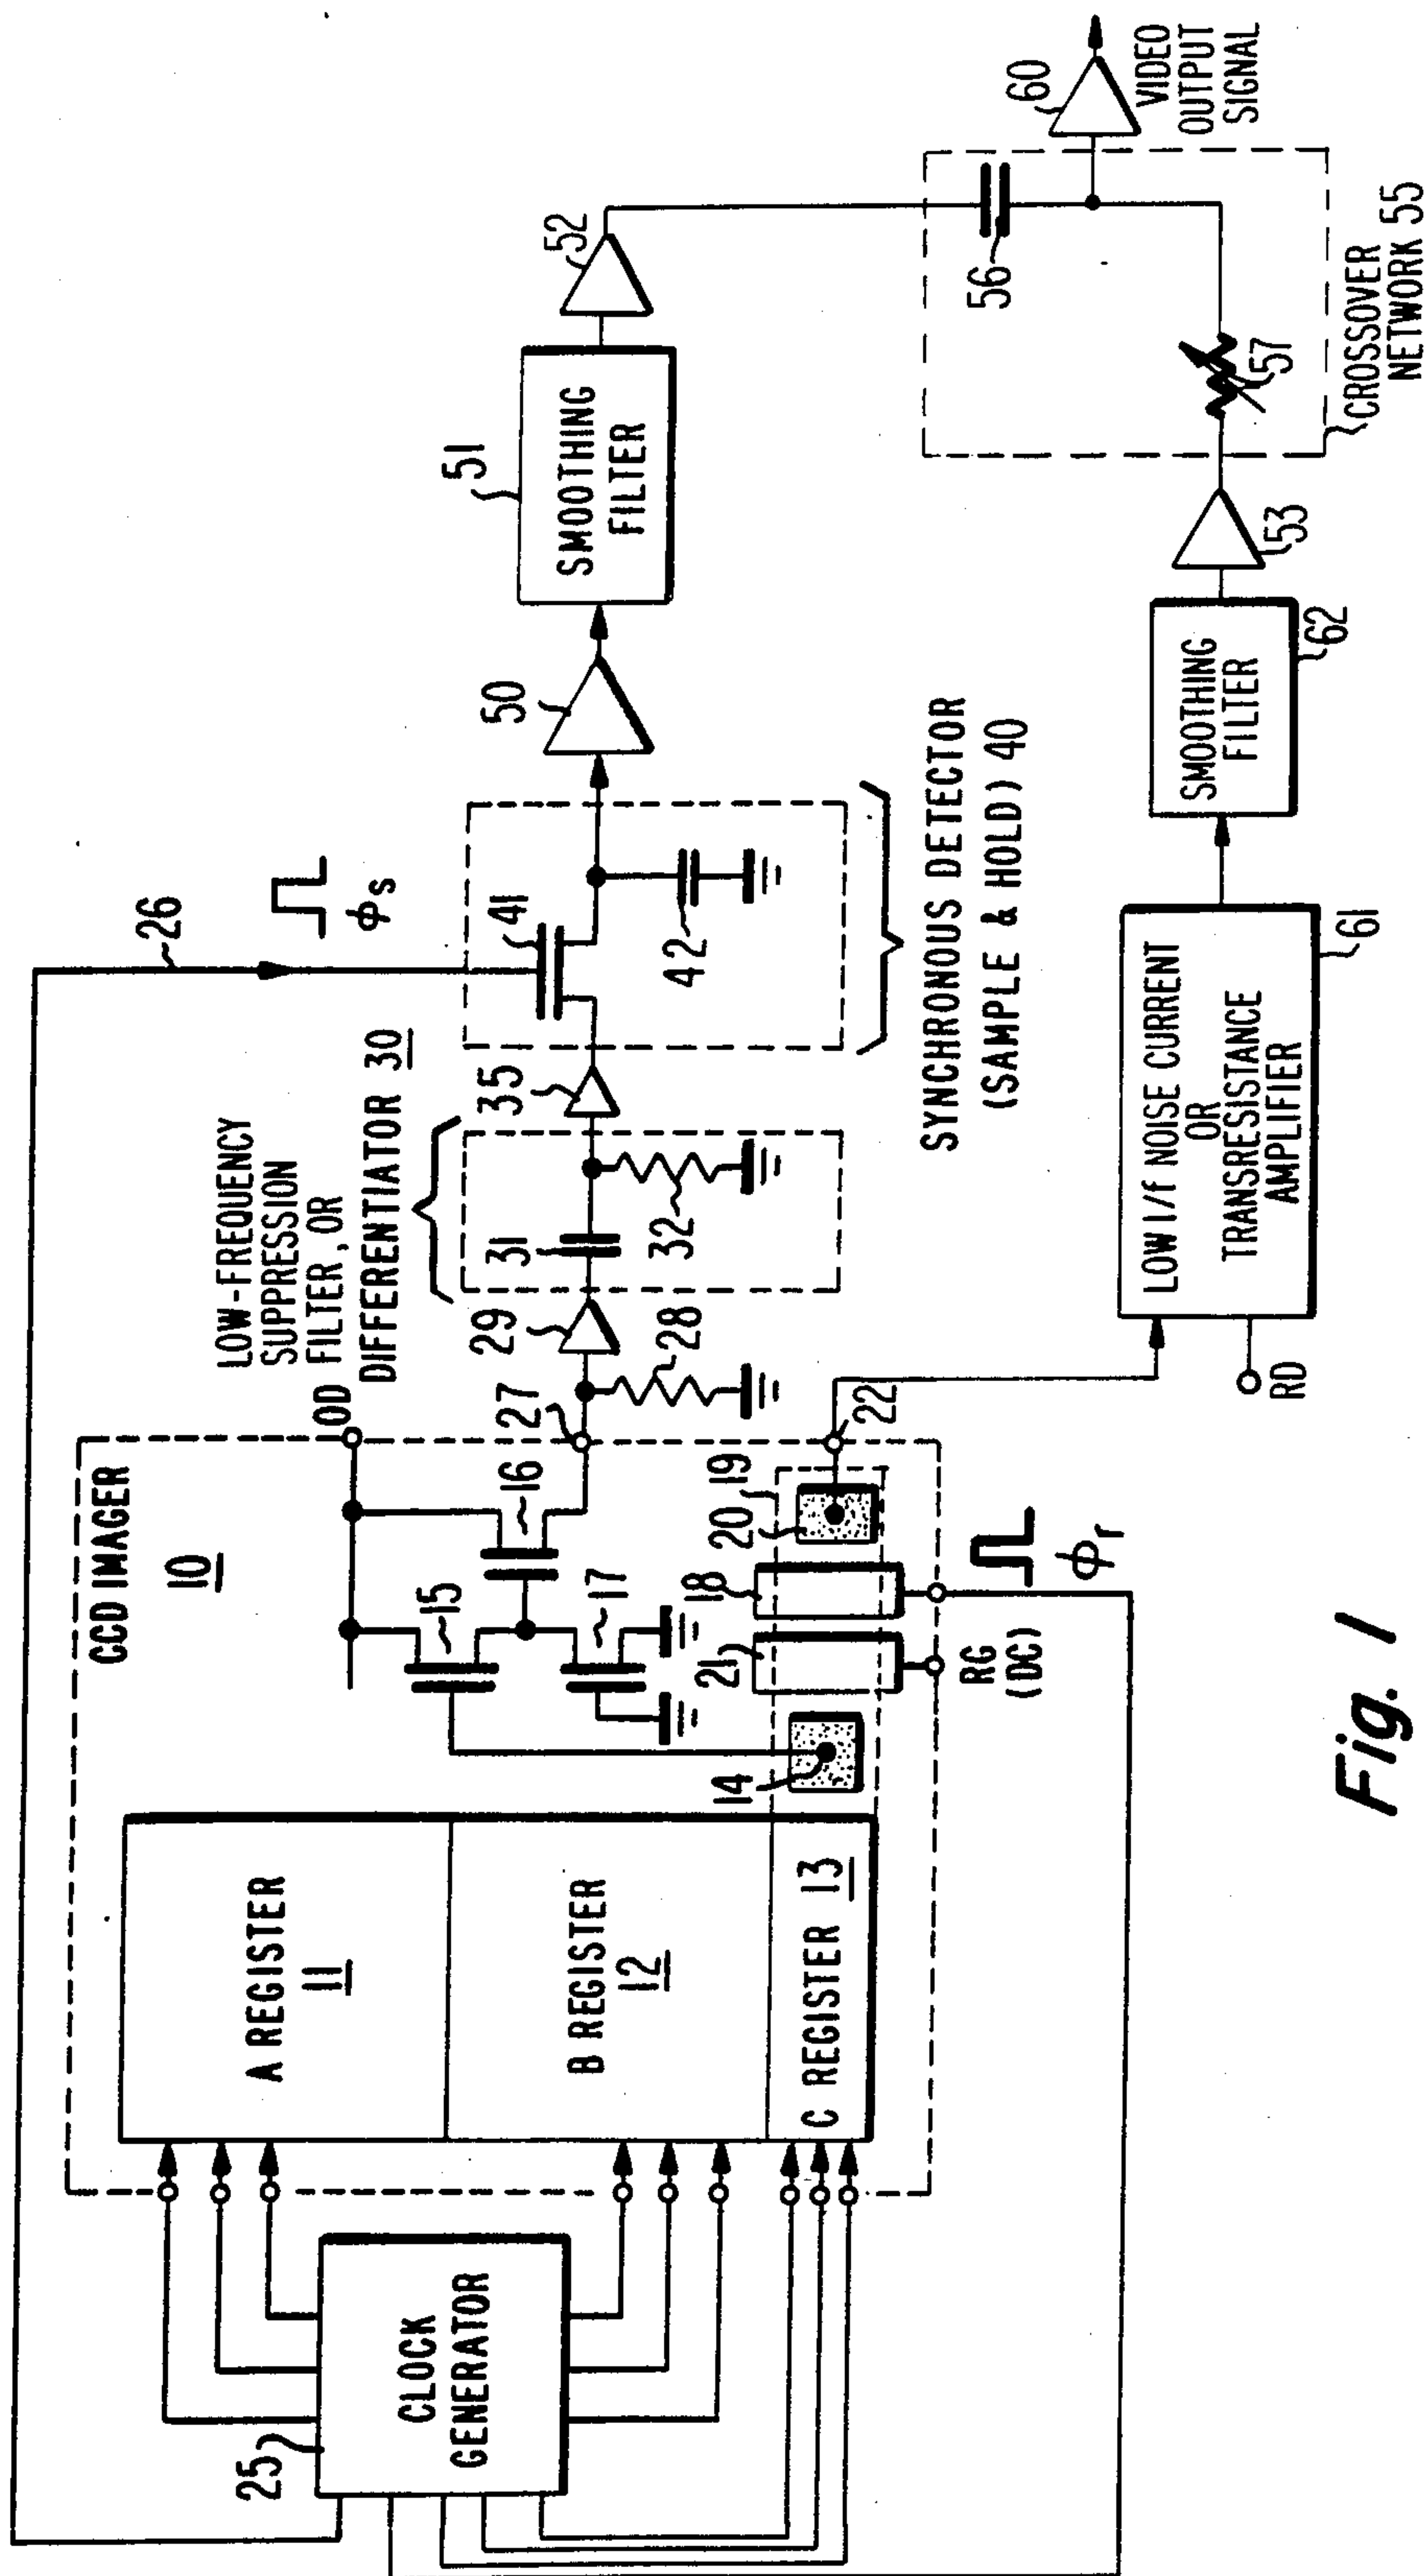 CCD IMAGER
10
A REGISTER
11
B REGISTER
12
C REGISTER 13
CLOCK
GENERATOR
25
26
ϕs
OD
15
16
17
14
21
18
20
19
22
27
28
29
RG
(DC)
ϕr
LOW-FREQUENCY
SUPPRESSION
FILTER, OR
DIFFERENTIATOR 30
31
32
35
41
42
SYNCHRONOUS DETECTOR
(SAMPLE & HOLD) 40
50
SMOOTHING
FILTER
51
52
LOW 1/f NOISE CURRENT
OR
TRANSRESISTANCE
AMPLIFIER
61
RD
SMOOTHING
FILTER
62
53
56
57
CROSSOVER
NETWORK 55
60
VIDEO
OUTPUT
SIGNAL
Fig. 1